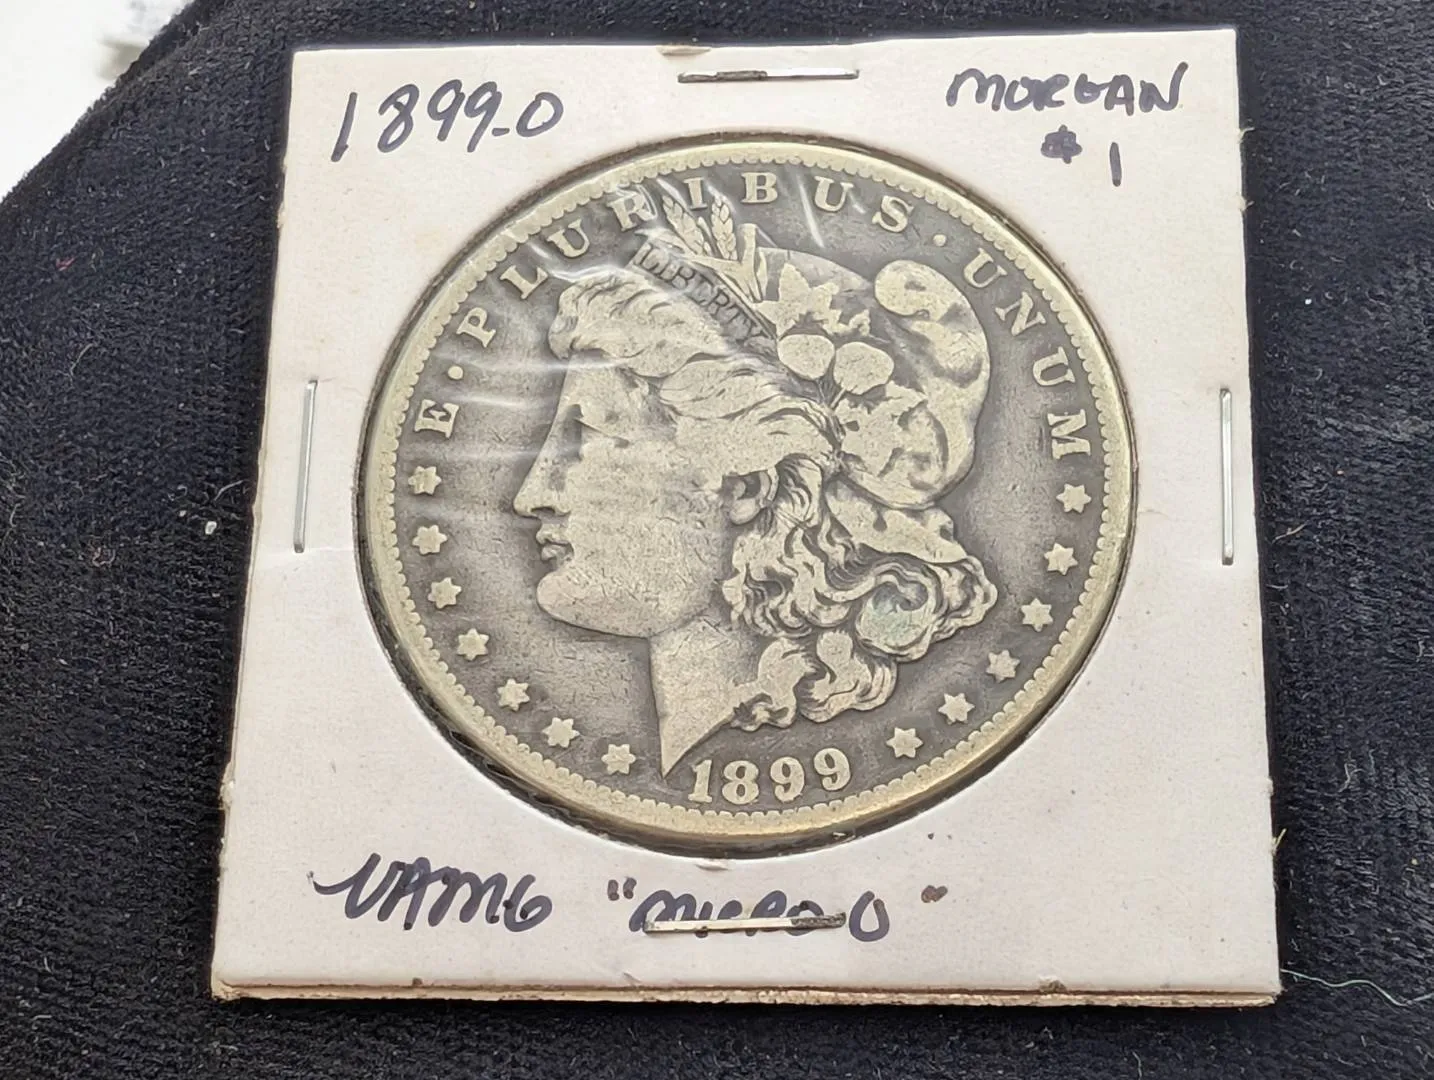 1899-O
MORGAN
$1
E·PLURIBUS·UNUM
LIBERTY
1899
VAM6 "MICRO O"